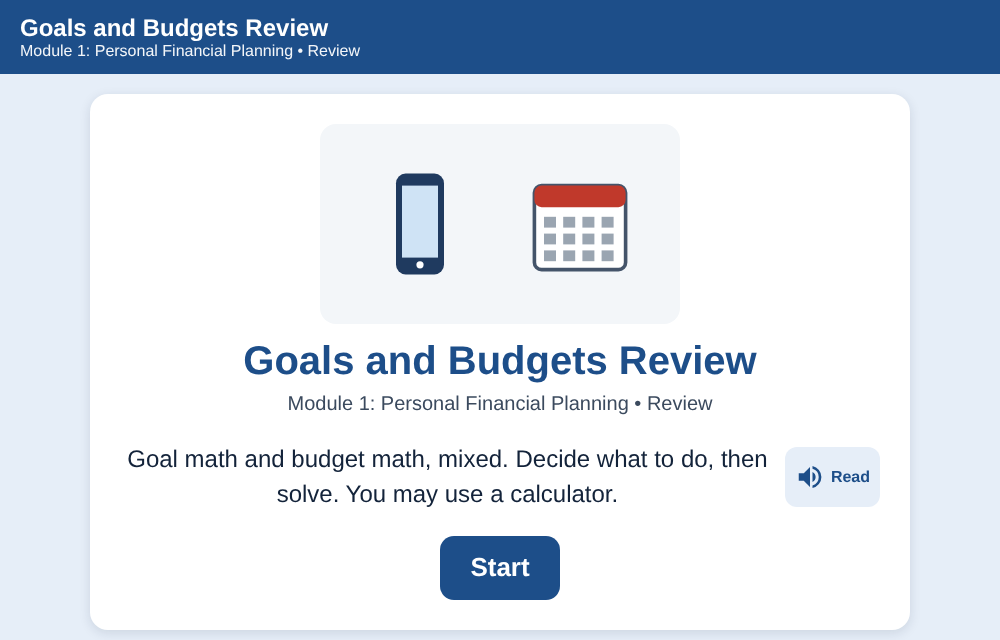 Goals and Budgets Review
Module 1: Personal Financial Planning • Review
Goals and Budgets Review
Module 1: Personal Financial Planning • Review
Goal math and budget math, mixed. Decide what to do, then
solve. You may use a calculator.
Read
Start